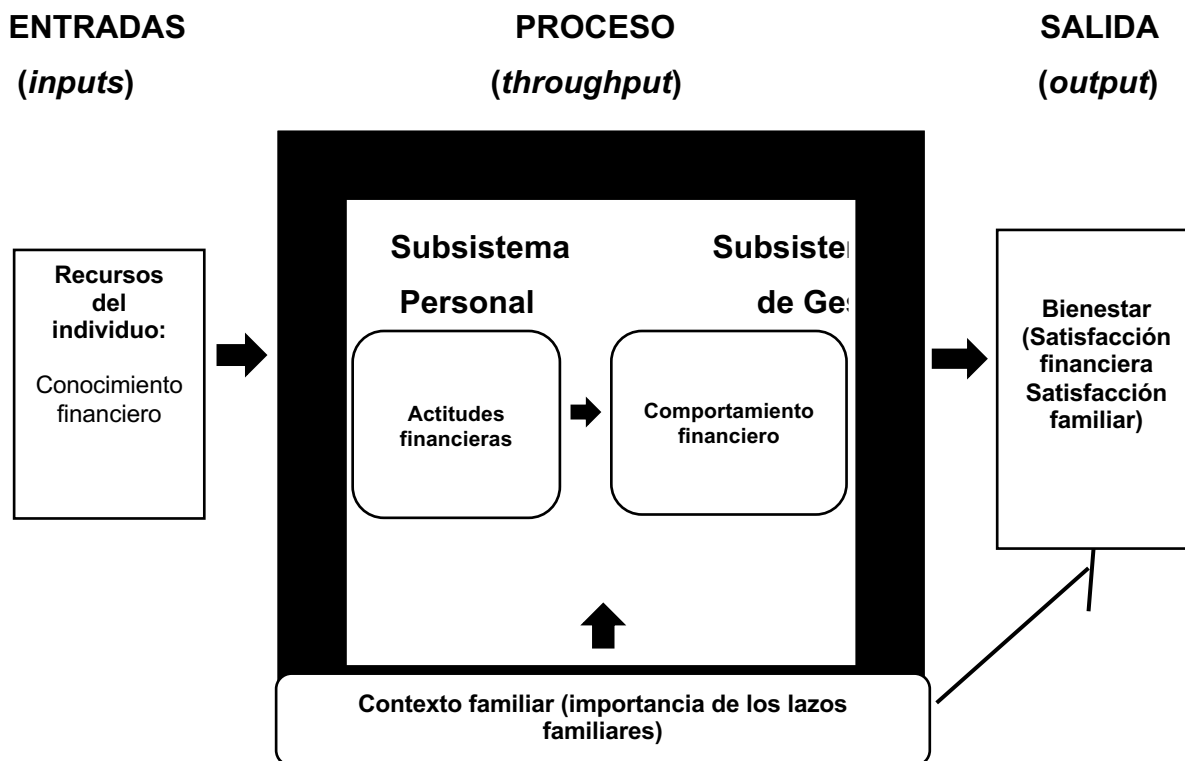 ENTRADAS
(inputs)
PROCESO
(throughput)
SALIDA
(output)
Recursos
del
individuo:
Conocimiento
financiero
Subsistema
Personal
Actitudes
financieras
de
Comportamiento
financiero
Bienestar
(Satisfacción
financiera
Satisfacción
familiar)
Contexto familiar (importancia de los lazos
familiares)